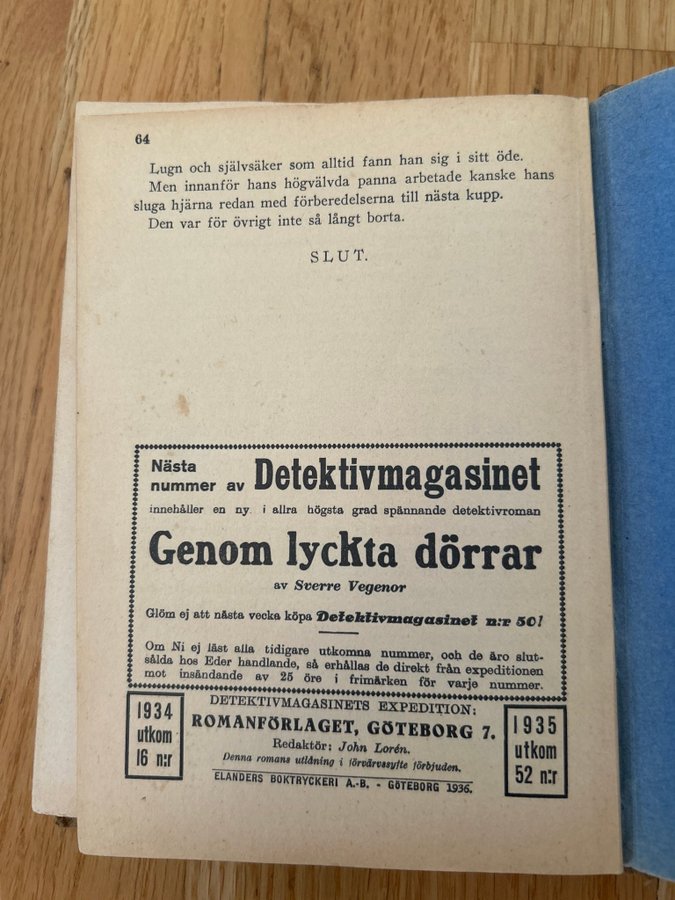 64
Lugn och självsäker som alltid fann han sig i sitt öde.
Men innanför hans högvälvda panna arbetade kanske hans
sluga hjärna redan med förberedelserna till nästa kupp.
Den var för övrigt inte så långt borta.
SLUT.
Nästa
nummer av Detektivmagasinet
innehåller en ny. i allra högsta grad spännande detektivroman
Genom lyckta dörrar
av Sverre Vegenor
Glöm ej att nästa vecka köpa Detektivmagasinet n:r 50!
Om Ni ej läst alla tidigare utkomna nummer, och de äro slut-
sålda hos Eder handlande, så erhållas de direkt från expeditionen
mot insändande av 25 öre i frimärken för varje nummer.
1934
utkom
16 n:r
DETEKTIVMAGASINETS EXPEDITION:
ROMANFÖRLAGET, GÖTEBORG 7.
Redaktör: John Lorén.
Denna romans utlåning i förvärvssyfte förbjuden.
ELANDERS BOKTRYCKERI A.-B. - GÖTEBORG 1936.
1935
utkom
52 n:r